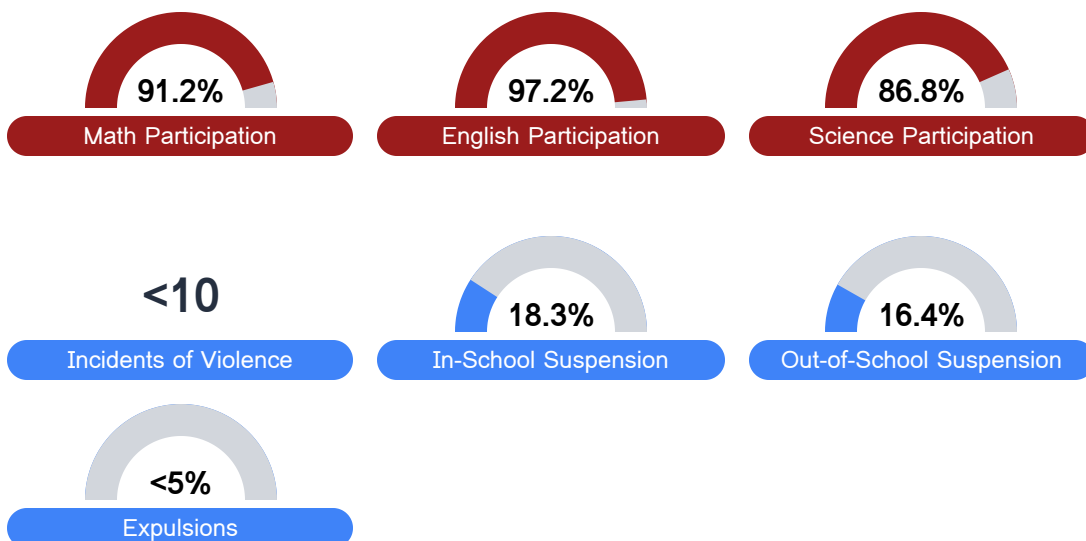 91.2%
Math Participation
97.2%
English Participation
86.8%
Science Participation
<10
Incidents of Violence
18.3%
In-School Suspension
16.4%
Out-of-School Suspension
<5%
Expulsions